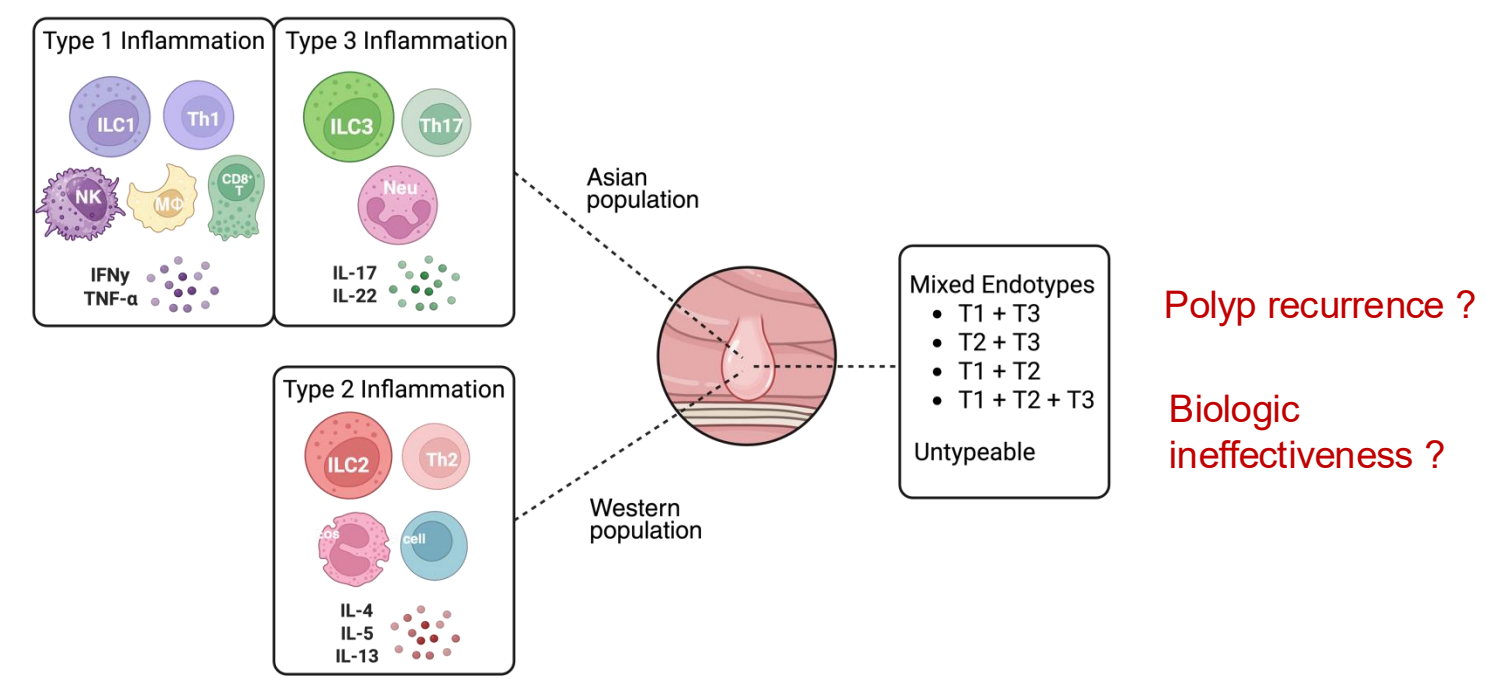 Type 1 Inflammation
ILC1
Th1
NK
MΦ
CD8⁺
T
IFNy
TNF-α
Type 3 Inflammation
ILC3
Th17
Neu
IL-17
IL-22
Type 2 Inflammation
ILC2
Th2
cos
cell
IL-4
IL-5
IL-13
Asian
population
Western
population
Mixed Endotypes
• T1 + T3
• T2 + T3
• T1 + T2
• T1 + T2 + T3
Untypeable
Polyp recurrence ?
Biologic
ineffectiveness ?